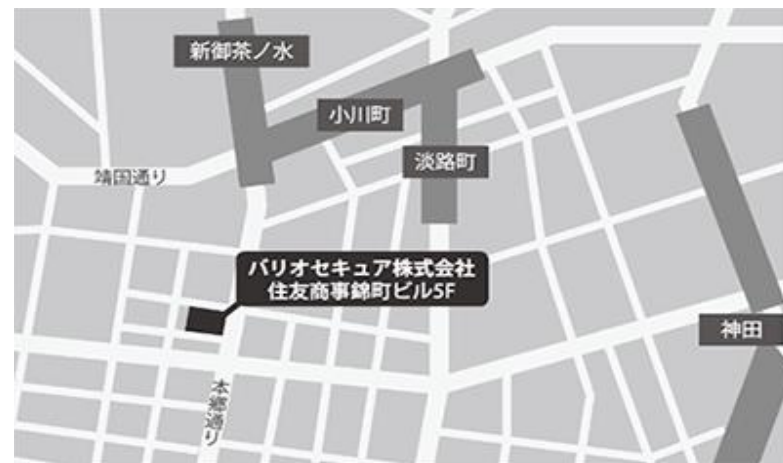 新御茶ノ水
小川町
淡路町
靖国通り
バリオセキュア株式会社
住友商事錦町ビル5F
神田
本郷通り